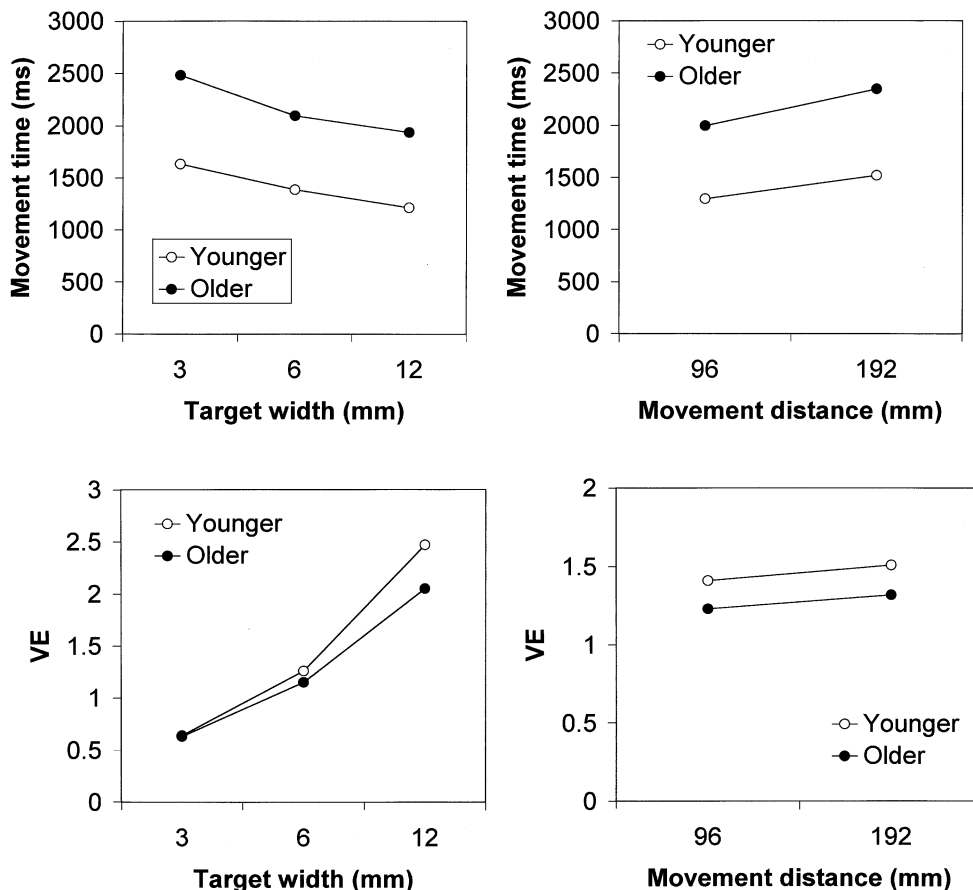 3000
2500
2000
1500
1000
500
0
Movement time (ms)
Younger
Older
3 6 12
Target width (mm)
3000
2500
2000
1500
1000
500
0
Movement time (ms)
Younger
Older
96 192
Movement distance (mm)
3
2.5
2
1.5
1
0.5
0
VE
Younger
Older
3 6 12
Target width (mm)
2
1.5
1
0.5
0
VE
Younger
Older
96 192
Movement distance (mm)